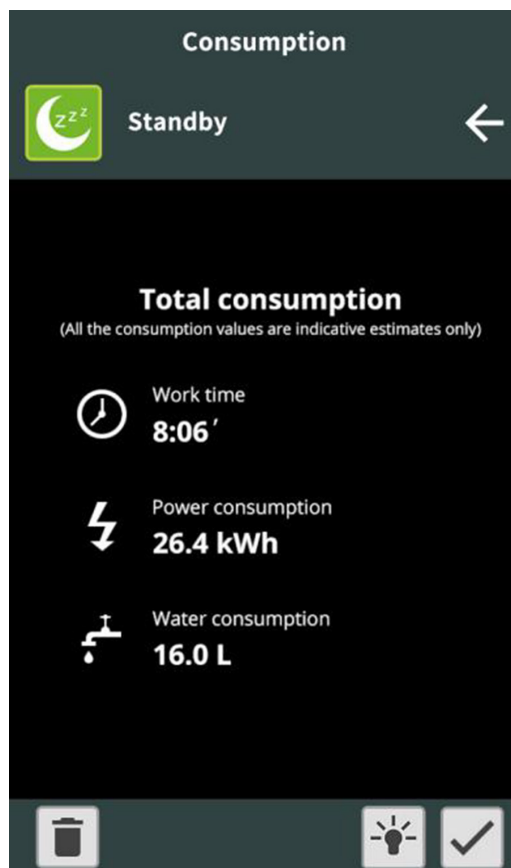 Consumption
zzz
Standby
Total consumption
(All the consumption values are indicative estimates only)
Work time
8:06′
Power consumption
26.4 kWh
Water consumption
16.0 L